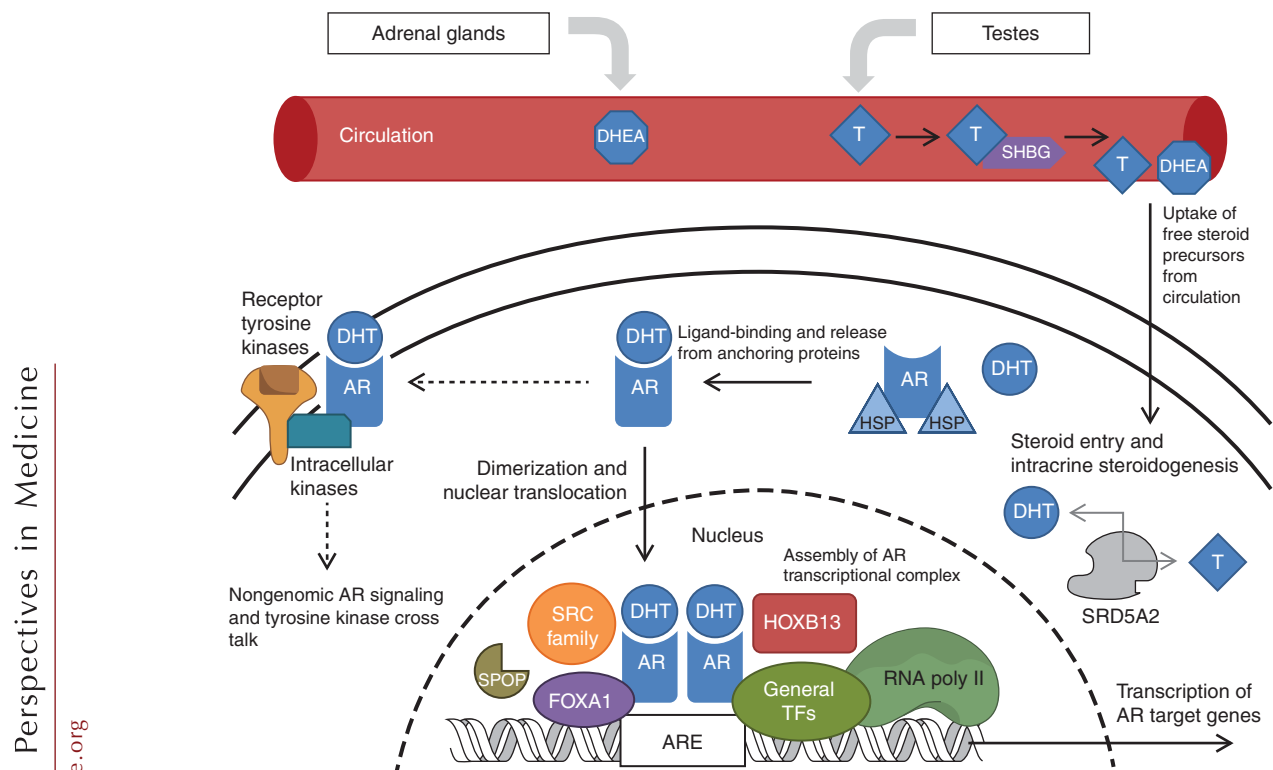 Adrenal glands
Testes
Circulation
DHEA
T
T
SHBG
T
DHEA
Uptake of
free steroid
precursors
from
circulation
Receptor
tyrosine
kinases
DHT
AR
DHT
AR
Ligand-binding and release
from anchoring proteins
AR
HSP
HSP
DHT
Intracellular
kinases
Dimerization and
nuclear translocation
Steroid entry and
intracrine steroidogenesis
DHT
T
SRD5A2
Nongenomic AR signaling
and tyrosine kinase cross
talk
Nucleus
Assembly of AR
transcriptional complex
SRC
family
DHT
DHT
HOXB13
AR
AR
SPOP
FOXA1
General
TFs
RNA poly II
ARE
Transcription of
AR target genes
Perspectives in Medicine
e.org